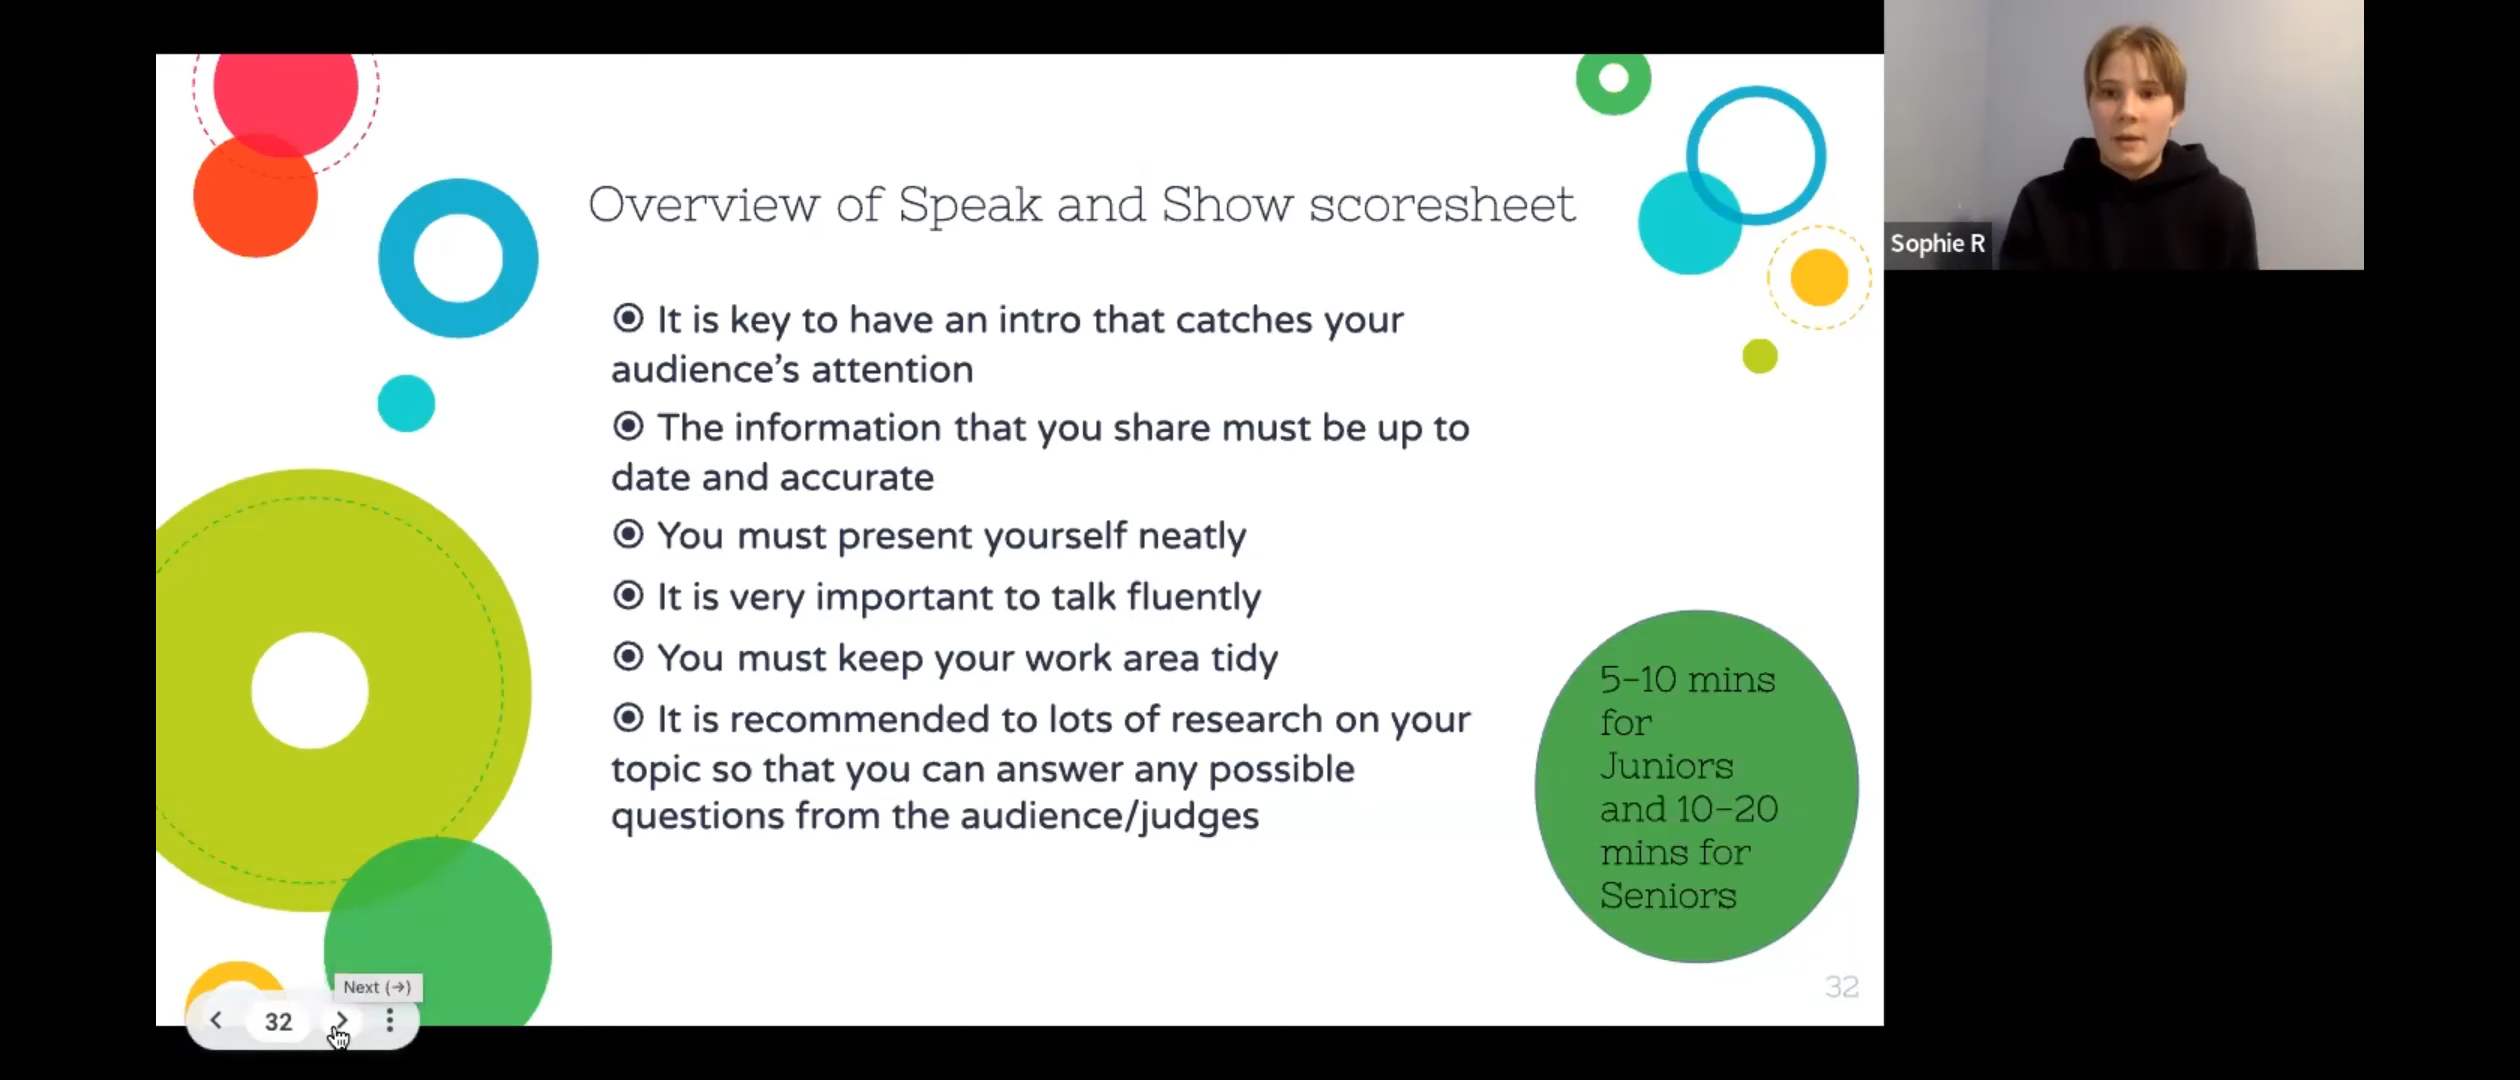 Overview of Speak and Show scoresheet
It is key to have an intro that catches your
audience's attention
The information that you share must be up to
date and accurate
You must present yourself neatly
It is very important to talk fluently
You must keep your work area tidy
It is recommended to lots of research on your
topic so that you can answer any possible
questions from the audience/judges
5-10 mins
for
Juniors
and 10-20
mins for
Seniors
32
Next (→)
32
Sophie R